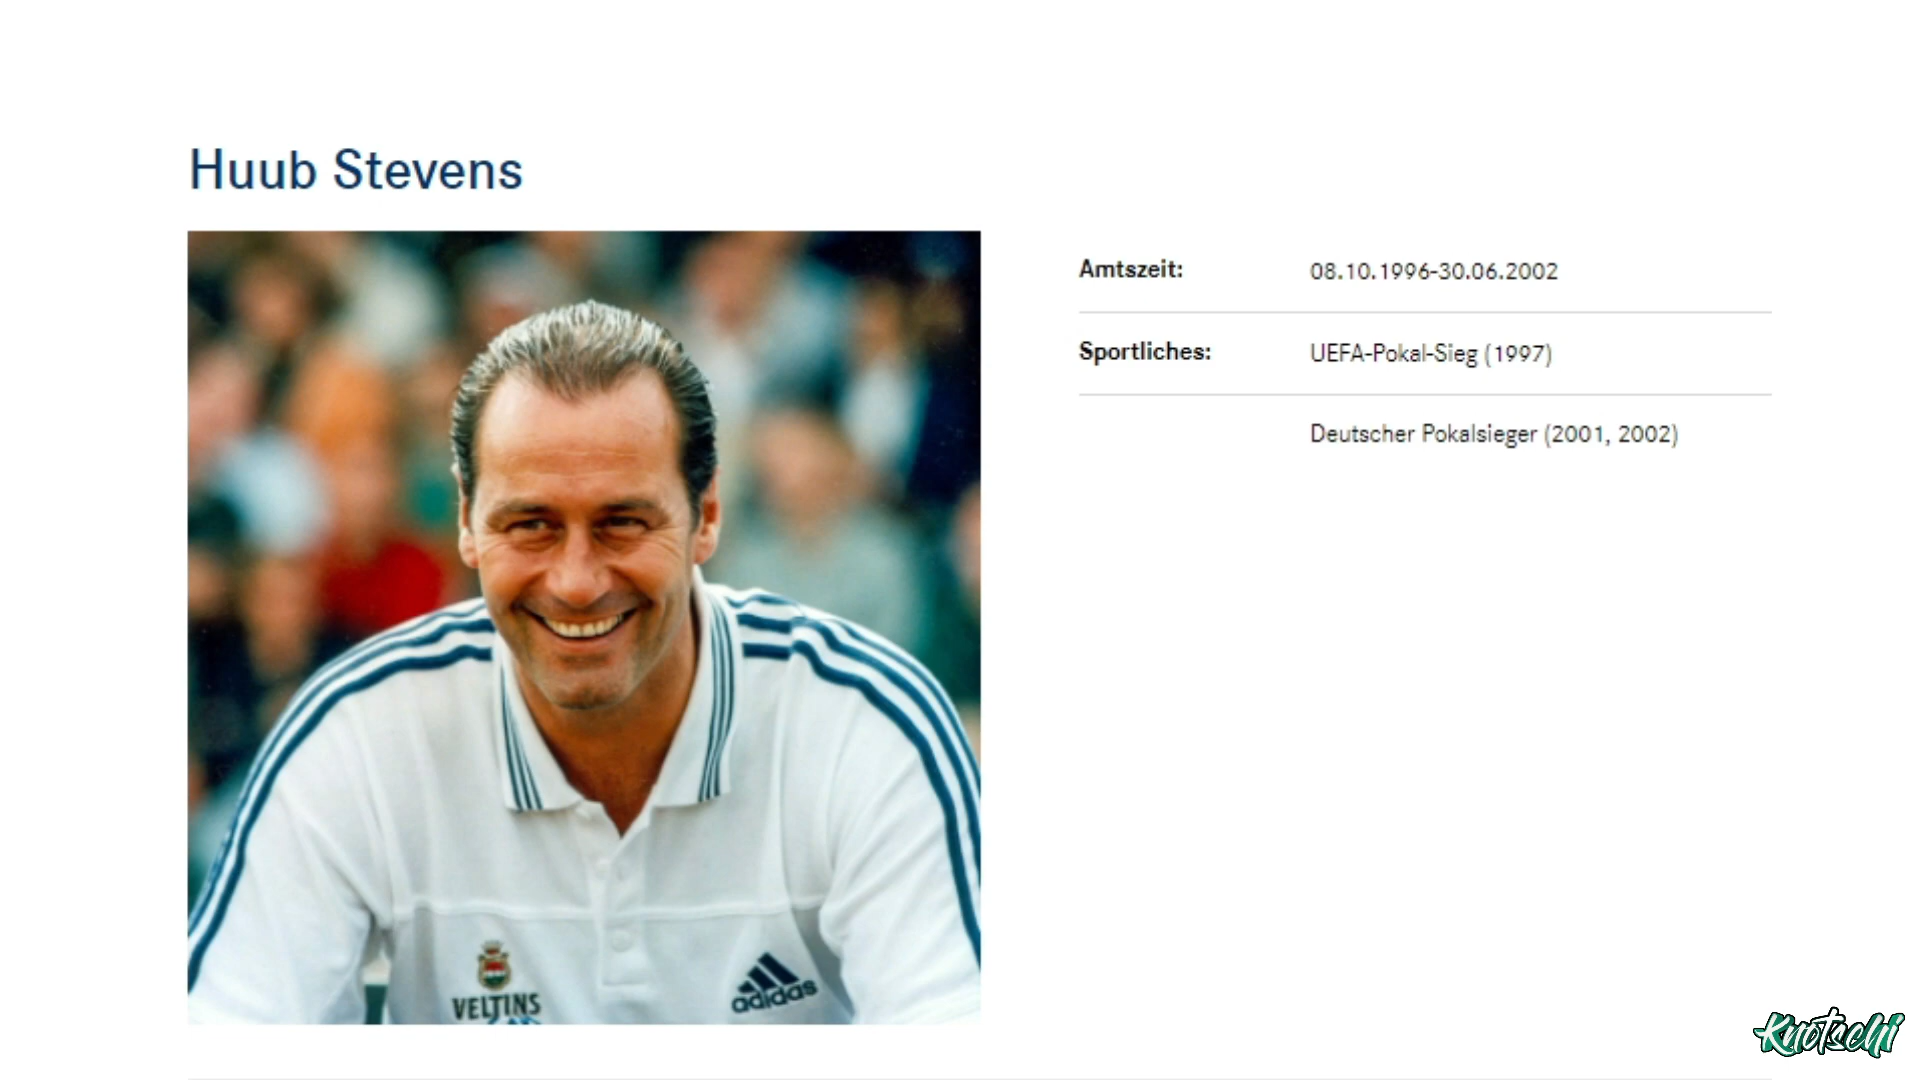 Huub Stevens
Amtszeit: 08.10.1996-30.06.2002
Sportliches: UEFA-Pokal-Sieg (1997)
Deutscher Pokalsieger (2001, 2002)
VELTINS
adidas
Knotschi